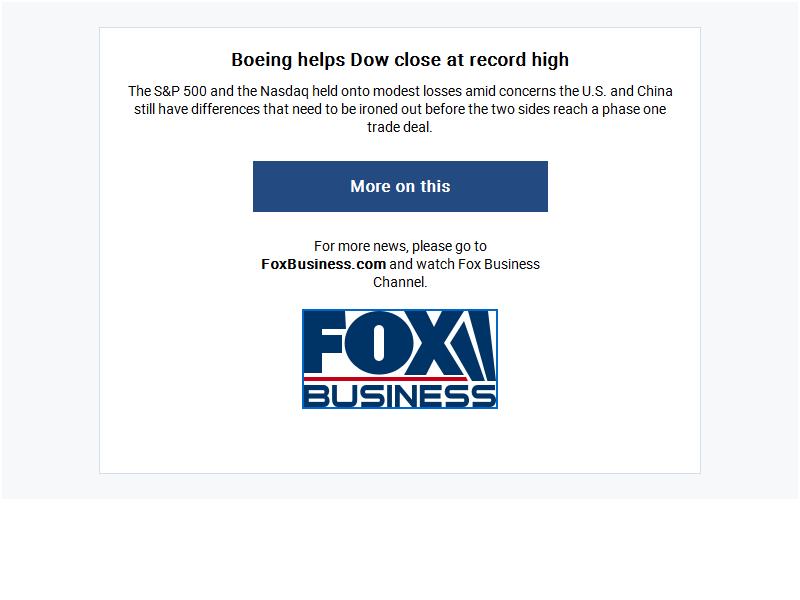 Boeing helps Dow close at record high
The S&P 500 and the Nasdaq held onto modest losses amid concerns the U.S. and China
still have differences that need to be ironed out before the two sides reach a phase one
trade deal.
More on this
For more news, please go to
FoxBusiness.com and watch Fox Business
Channel.
FOX
BUSINESS